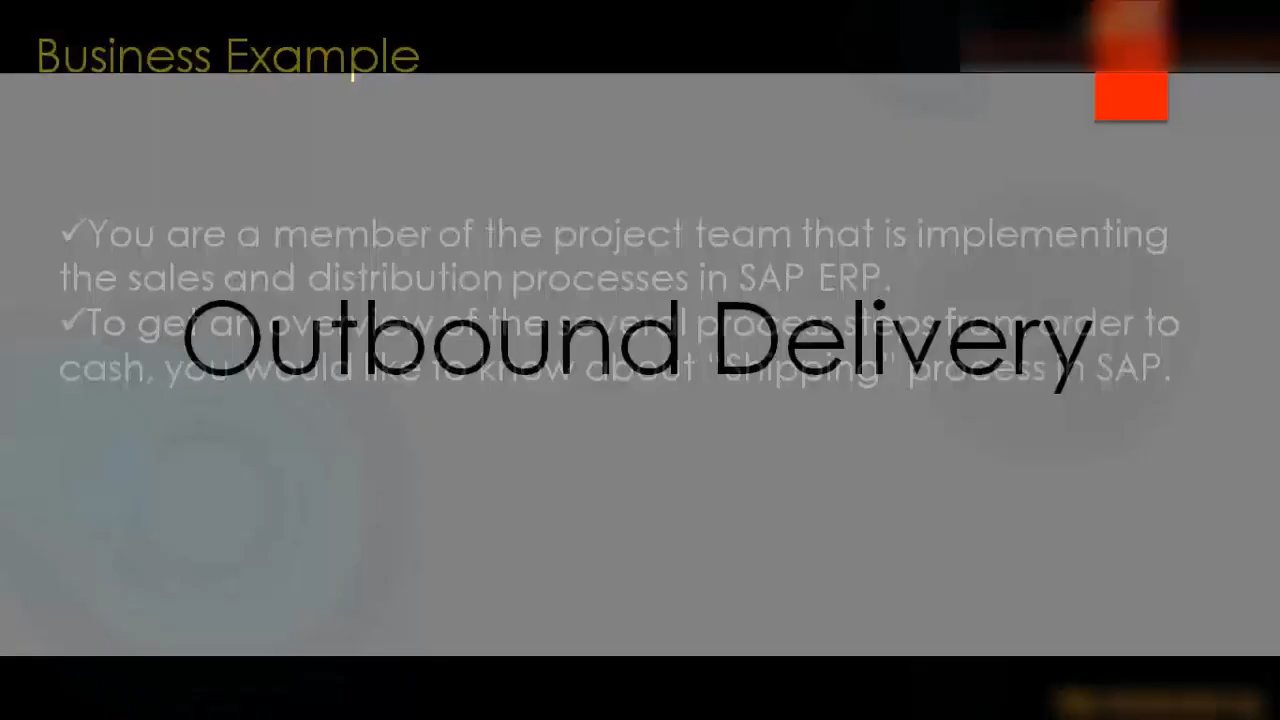 Business Example
✓You are a member of the project team that is implementing
the sales and distribution processes in SAP ERP.
✓To get an overview of the several process steps from order to
Outbound Delivery
cash, you would like to know about "Shipping" process in SAP.